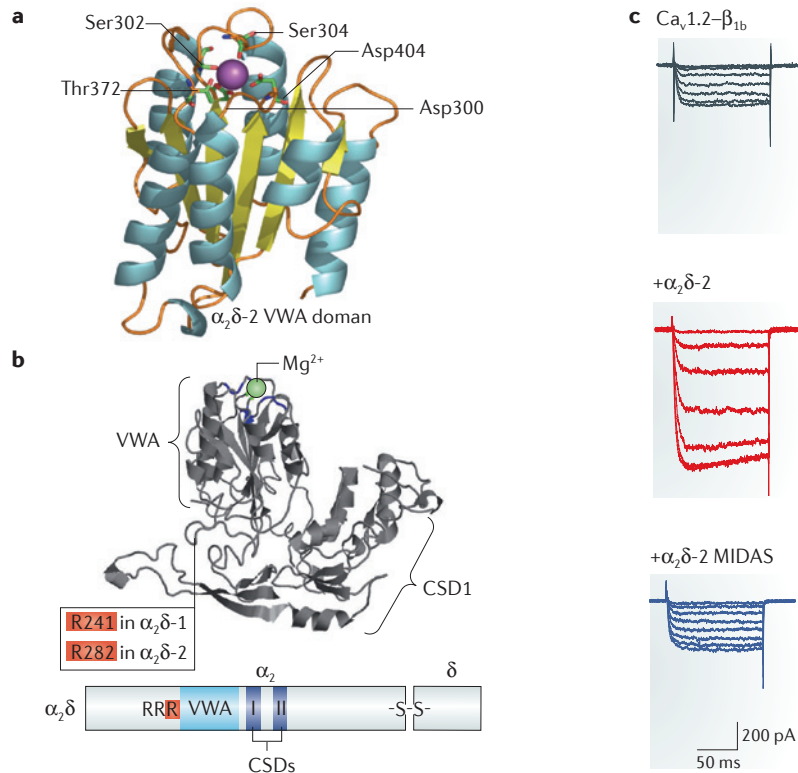 a
Ser302
Ser304
Asp404
Thr372
Asp300
α₂δ-2 VWA domain
b
Mg²⁺
VWA
CSD1
R241 in α₂δ-1
R282 in α₂δ-2
α₂
δ
α₂δ
RRR
VWA
I
II
-S-S-
CSDs
c
Caᵥ1.2–β₁b
+α₂δ-2
+α₂δ-2 MIDAS
200 pA
50 ms